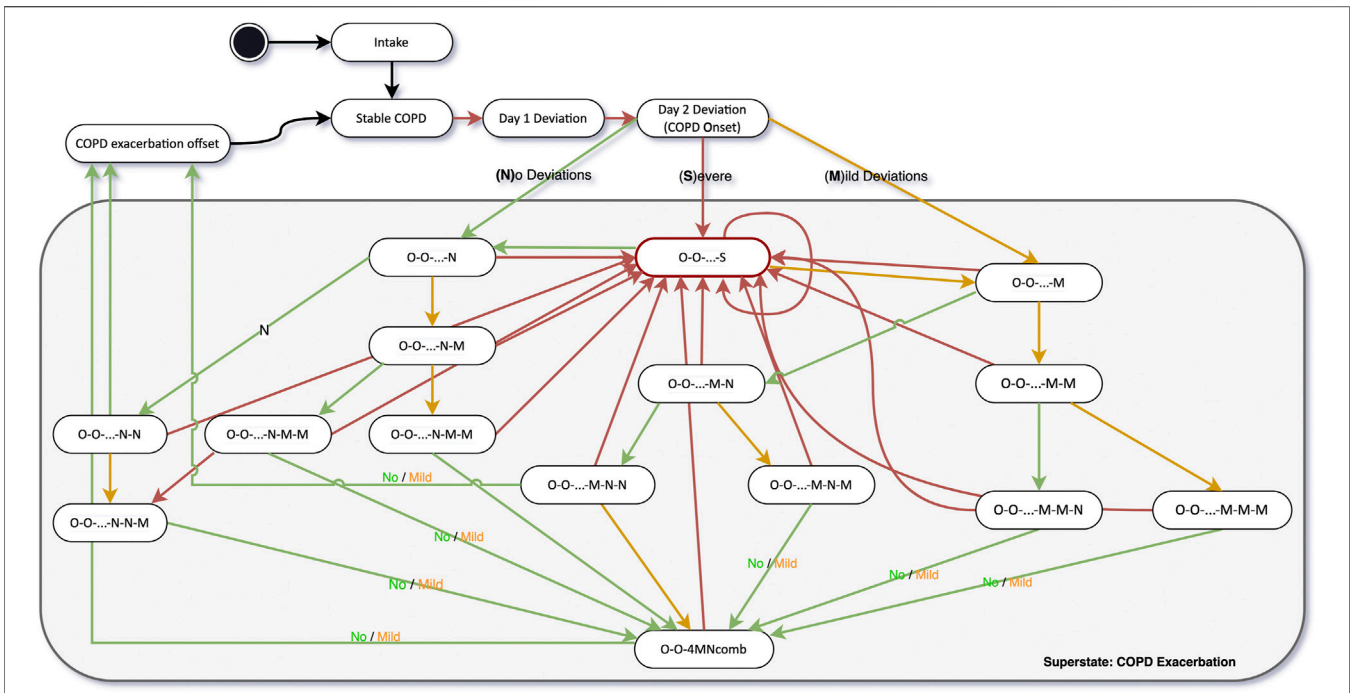 Intake
Stable COPD
Day 1 Deviation
Day 2 Deviation
(COPD Onset)
COPD exacerbation offset
(N)o Deviations
(S)evere
(M)ild Deviations
O-O-...-N
O-O-...-S
O-O-...-M
N
O-O-...-N-M
O-O-...-M-N
O-O-...-M-M
O-O-...-N-N
O-O-...-N-M-M
O-O-...-N-M-M
No / Mild
O-O-...-M-N-N
O-O-...-M-N-M
O-O-...-N-N-M
O-O-...-M-M-N
O-O-...-M-M-M
No / Mild
No / Mild
No / Mild
No / Mild
No / Mild
No / Mild
O-O-4MNcomb
Superstate: COPD Exacerbation